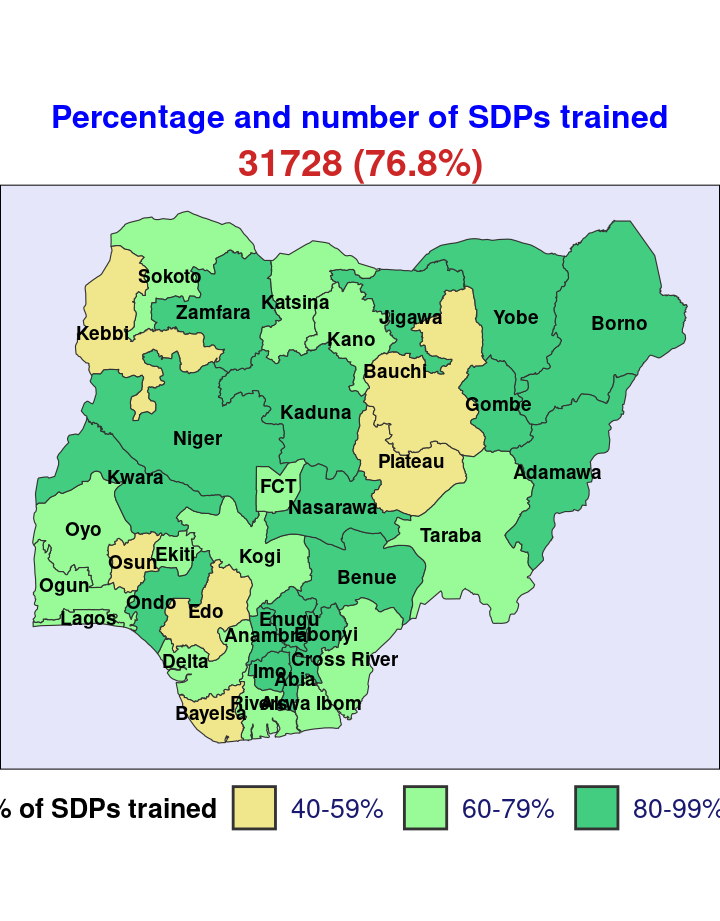 Percentage and number of SDPs trained
31728 (76.8%)
Sokoto
Zamfara
Katsina
Kebbi
Kano
Jigawa
Yobe
Borno
Bauchi
Gombe
Kaduna
Niger
Plateau
Adamawa
Kwara
FCT
Nasarawa
Oyo
Taraba
Osun
Ekiti
Kogi
Ogun
Benue
Ondo
Edo
Lagos
Enugu
Anambra
Ebonyi
Delta
Cross River
Imo
Abia
Rivers
Akwa Ibom
Bayelsa
% of SDPs trained 40-59% 60-79% 80-99%